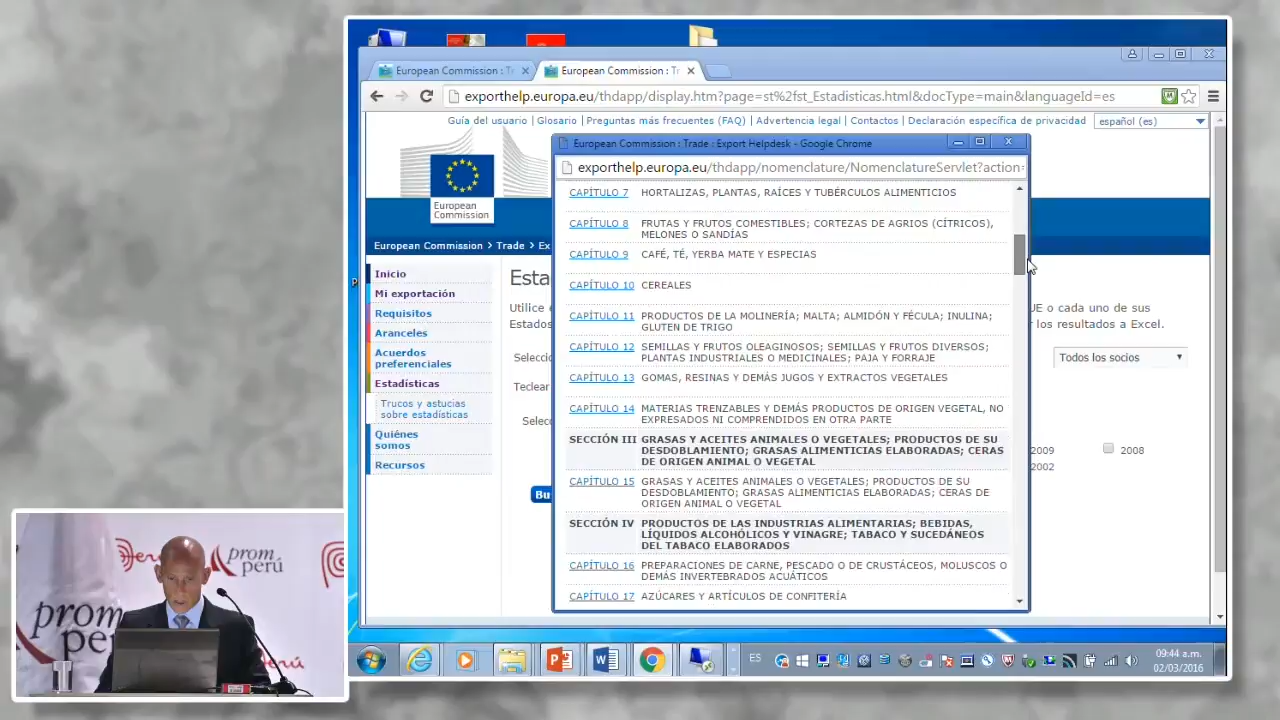 European Commission : Tr
European Commission : Tr
exporthelp.europa.eu/thdapp/display.htm?page=st%2fst_Estadisticas.html&docType=main&languageId=es
Guía del usuario | Glosario | Preguntas más frecuentes (FAQ) | Advertencia legal | Contactos | Declaración específica de privacidad
español (es)
European
Commission
European Commission > Trade > Ex
Inicio
Mi exportación
Requisitos
Aranceles
Acuerdos
preferenciales
Estadísticas
Trucos y astucias
sobre estadísticas
Quiénes
somos
Recursos
Esta
Utilice e
Estados
UE o cada uno de sus
r los resultados a Excel.
Selecci
Todos los socios
Teclear
Selecc
2009
2008
2002
Bu
European Commission : Trade : Export Helpdesk - Google Chrome
exporthelp.europa.eu/thdapp/nomenclature/NomenclatureServlet?action=
CAPÍTULO 7 HORTALIZAS, PLANTAS, RAÍCES Y TUBERCULOS ALIMENTICIOS
CAPÍTULO 8 FRUTAS Y FRUTOS COMESTIBLES; CORTEZAS DE AGRIOS (CÍTRICOS),
MELONES O SANDÍAS
CAPÍTULO 9 CAFÉ, TÉ, YERBA MATE Y ESPECIAS
CAPÍTULO 10 CEREALES
CAPÍTULO 11 PRODUCTOS DE LA MOLINERÍA; MALTA; ALMIDÓN Y FÉCULA; INULINA;
GLUTEN DE TRIGO
CAPÍTULO 12 SEMILLAS Y FRUTOS OLEAGINOSOS; SEMILLAS Y FRUTOS DIVERSOS;
PLANTAS INDUSTRIALES O MEDICINALES; PAJA Y FORRAJE
CAPÍTULO 13 GOMAS, RESINAS Y DEMÁS JUGOS Y EXTRACTOS VEGETALES
CAPÍTULO 14 MATERIAS TRENZABLES Y DEMÁS PRODUCTOS DE ORIGEN VEGETAL, NO
EXPRESADOS NI COMPRENDIDOS EN OTRA PARTE
SECCIÓN III GRASAS Y ACEITES ANIMALES O VEGETALES; PRODUCTOS DE SU
DESDOBLAMIENTO; GRASAS ALIMENTICIAS ELABORADAS; CERAS
DE ORIGEN ANIMAL O VEGETAL
CAPÍTULO 15 GRASAS Y ACEITES ANIMALES O VEGETALES; PRODUCTOS DE SU
DESDOBLAMIENTO; GRASAS ALIMENTICIAS ELABORADAS; CERAS DE
ORIGEN ANIMAL O VEGETAL
SECCIÓN IV PRODUCTOS DE LAS INDUSTRIAS ALIMENTARIAS; BEBIDAS,
LÍQUIDOS ALCOHÓLICOS Y VINAGRE; TABACO Y SUCEDÁNEOS
DEL TABACO ELABORADOS
CAPÍTULO 16 PREPARACIONES DE CARNE, PESCADO O DE CRUSTÁCEOS, MOLUSCOS O
DEMÁS INVERTEBRADOS ACUÁTICOS
CAPÍTULO 17 AZÚCARES Y ARTÍCULOS DE CONFITERÍA
ES
09:44 a.m.
02/03/2016
Perú
prom
perú
prom